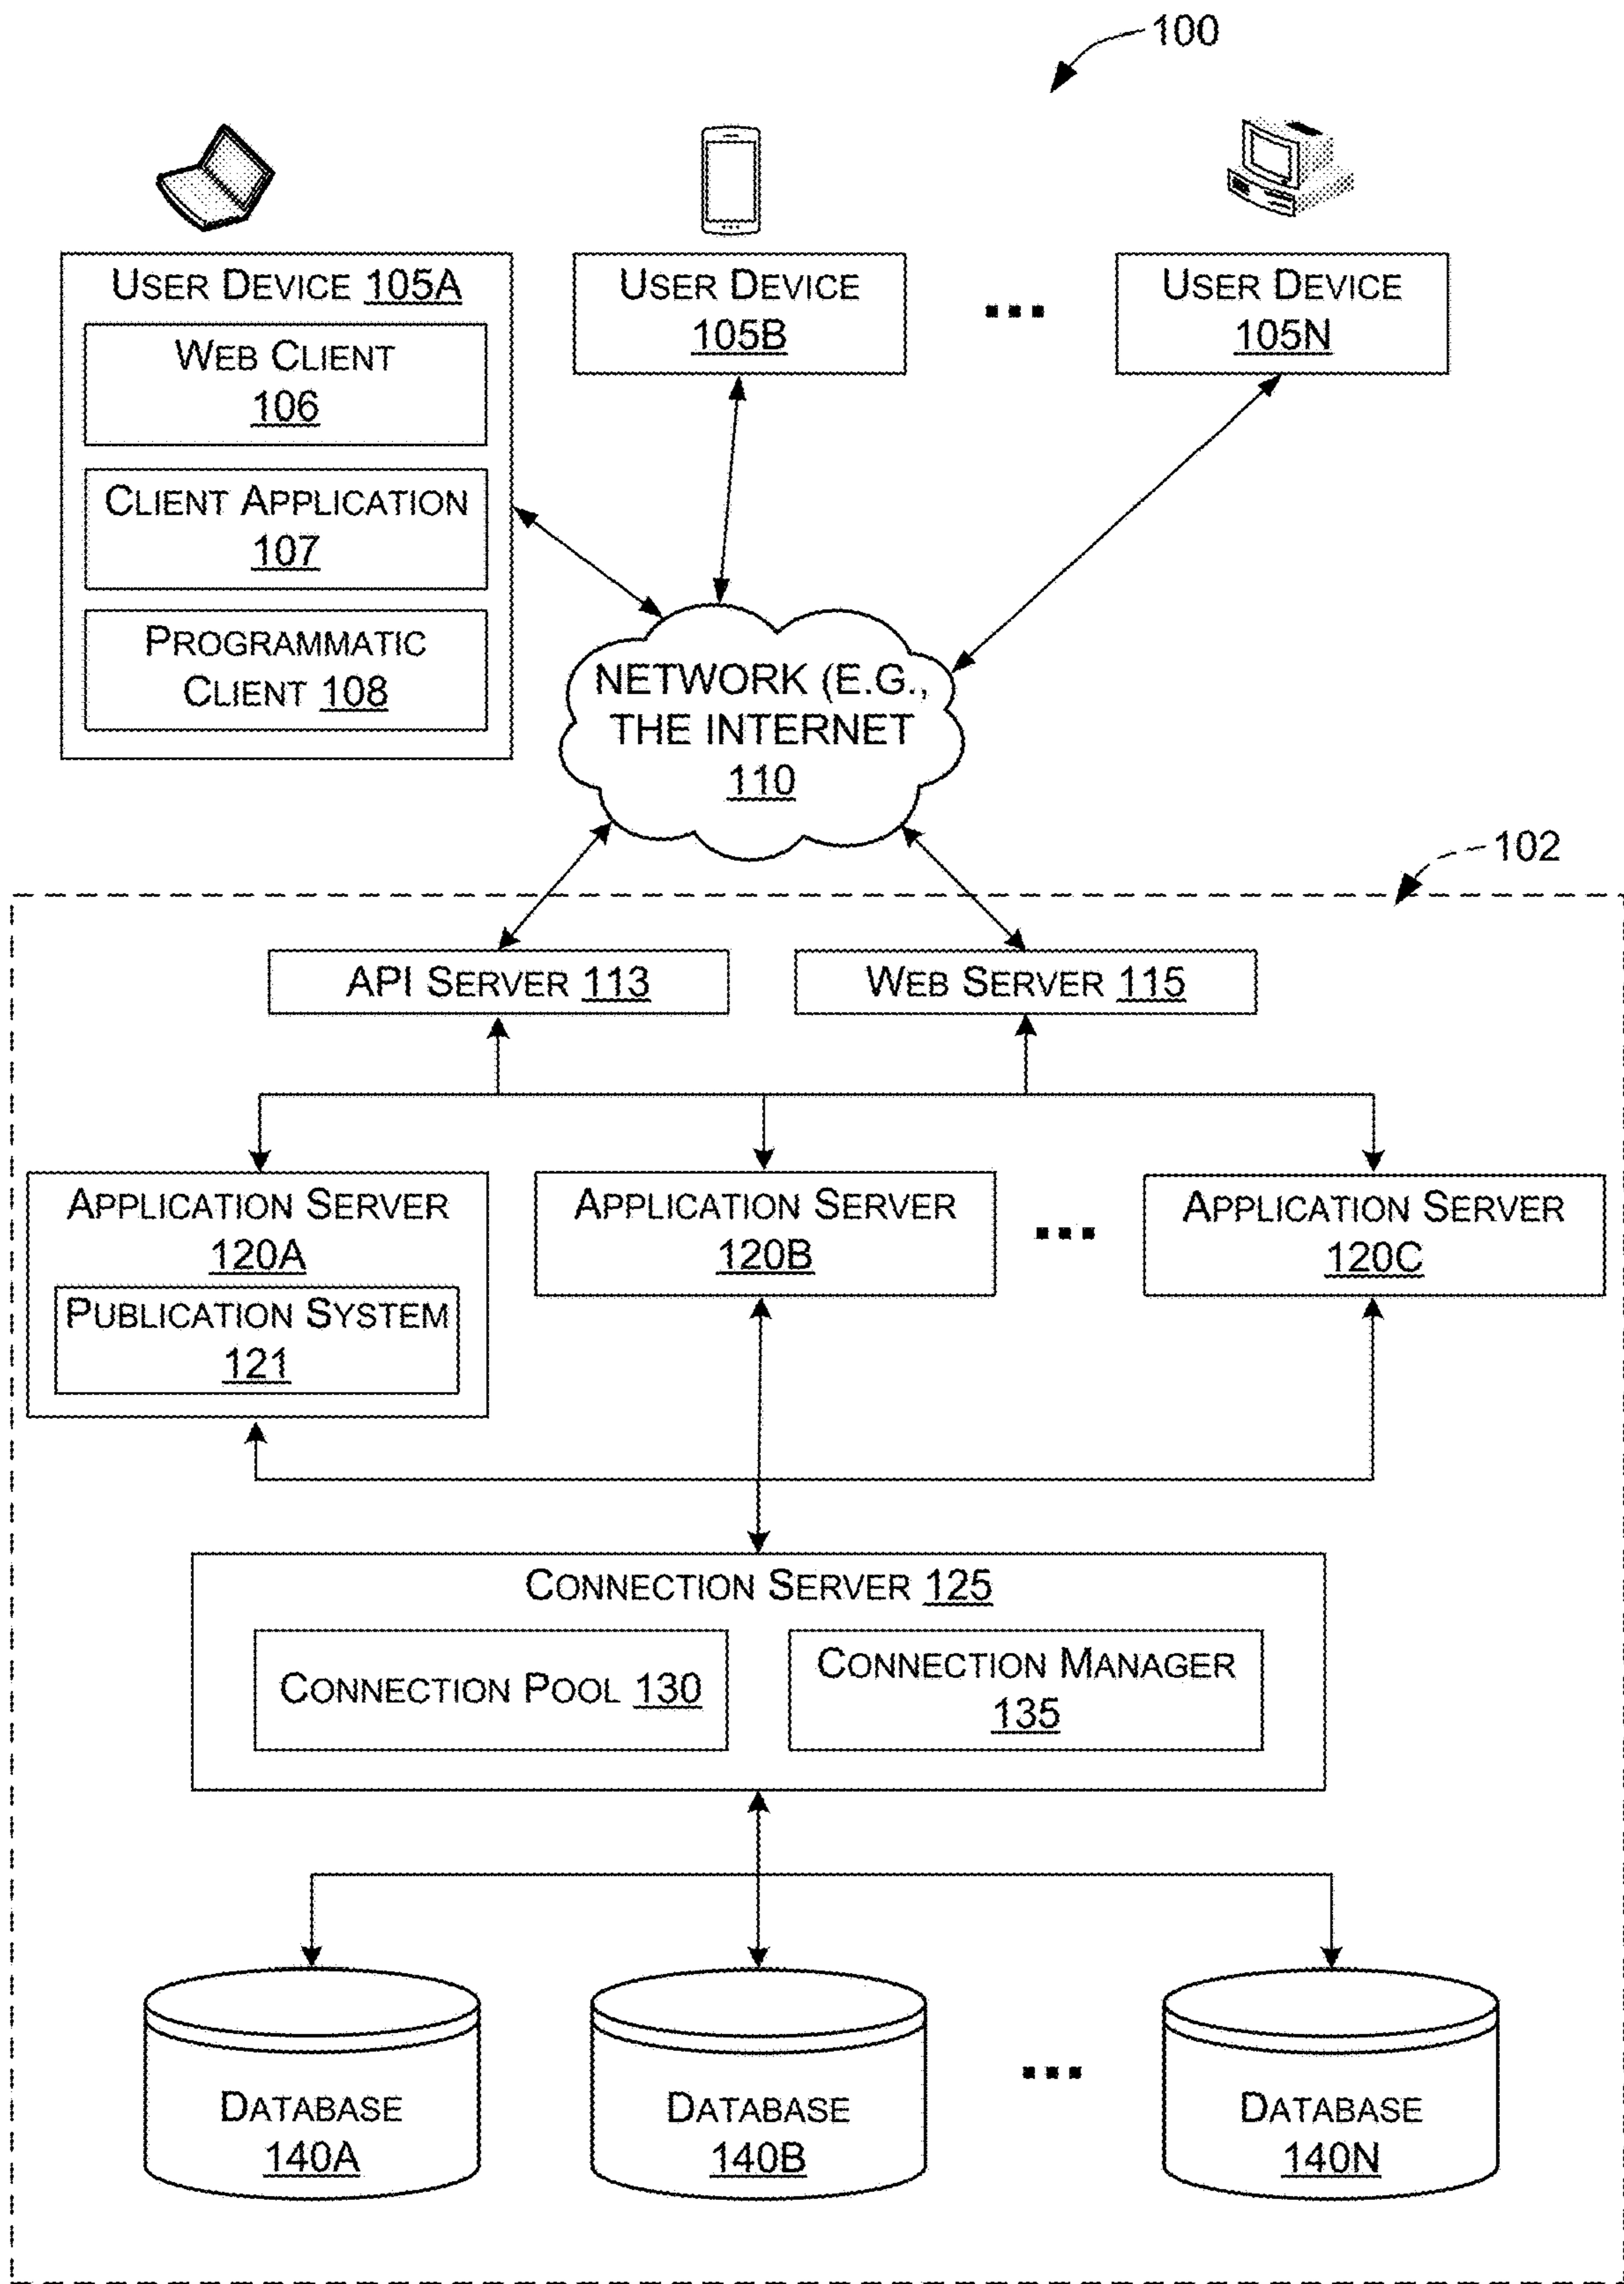 100
USER DEVICE 105A
WEB CLIENT
106
CLIENT APPLICATION
107
PROGRAMMATIC
CLIENT 108
USER DEVICE
105B
USER DEVICE
105N
NETWORK (E.G.,
THE INTERNET
110
102
API SERVER 113
WEB SERVER 115
APPLICATION SERVER
120A
PUBLICATION SYSTEM
121
APPLICATION SERVER
120B
APPLICATION SERVER
120C
CONNECTION SERVER 125
CONNECTION POOL 130
CONNECTION MANAGER
135
DATABASE
140A
DATABASE
140B
DATABASE
140N